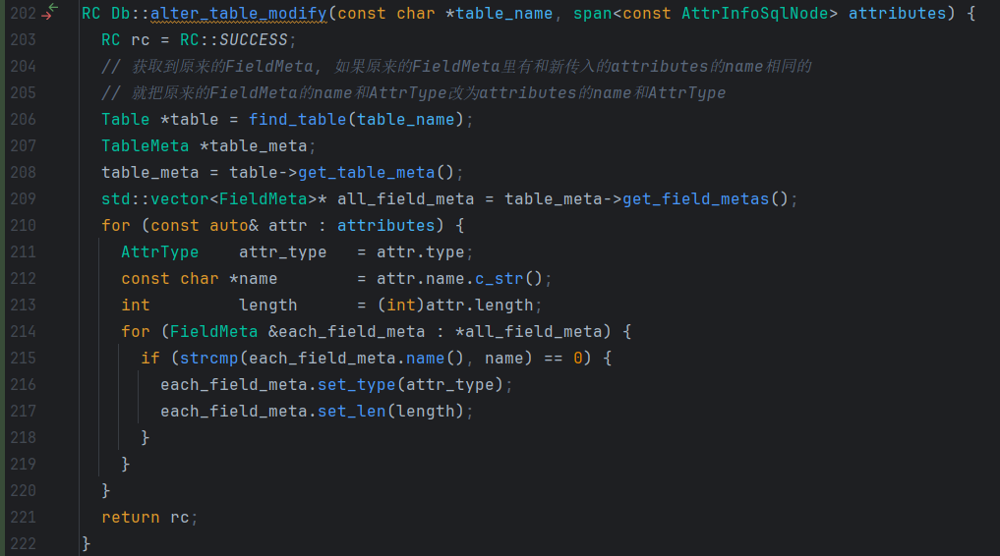 202 RC Db::alter_table_modify(const char *table_name, span<const AttrInfoSqlNode> attributes) {
203   RC rc = RC::SUCCESS;
204   // 获取到原来的FieldMeta, 如果原来的FieldMeta里有和新传入的attributes的name相同的
205   // 就把原来的FieldMeta的name和AttrType改为attributes的name和AttrType
206   Table *table = find_table(table_name);
207   TableMeta *table_meta;
208   table_meta = table->get_table_meta();
209   std::vector<FieldMeta>* all_field_meta = table_meta->get_field_metas();
210   for (const auto& attr : attributes) {
211     AttrType    attr_type   = attr.type;
212     const char *name        = attr.name.c_str();
213     int         length      = (int)attr.length;
214     for (FieldMeta &each_field_meta : *all_field_meta) {
215       if (strcmp(each_field_meta.name(), name) == 0) {
216         each_field_meta.set_type(attr_type);
217         each_field_meta.set_len(length);
218       }
219     }
220   }
221   return rc;
222 }